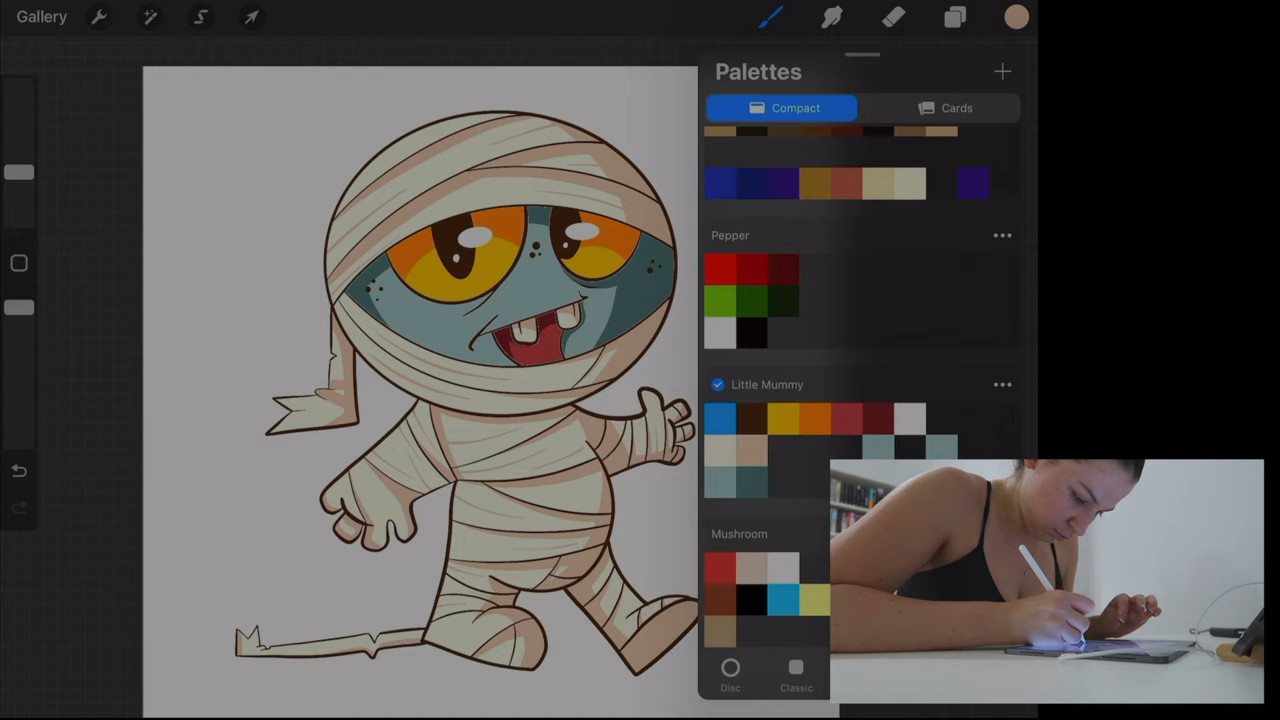 Gallery
Palettes
Compact
Cards
Pepper
Little Mummy
Mushroom
Disc
Classic